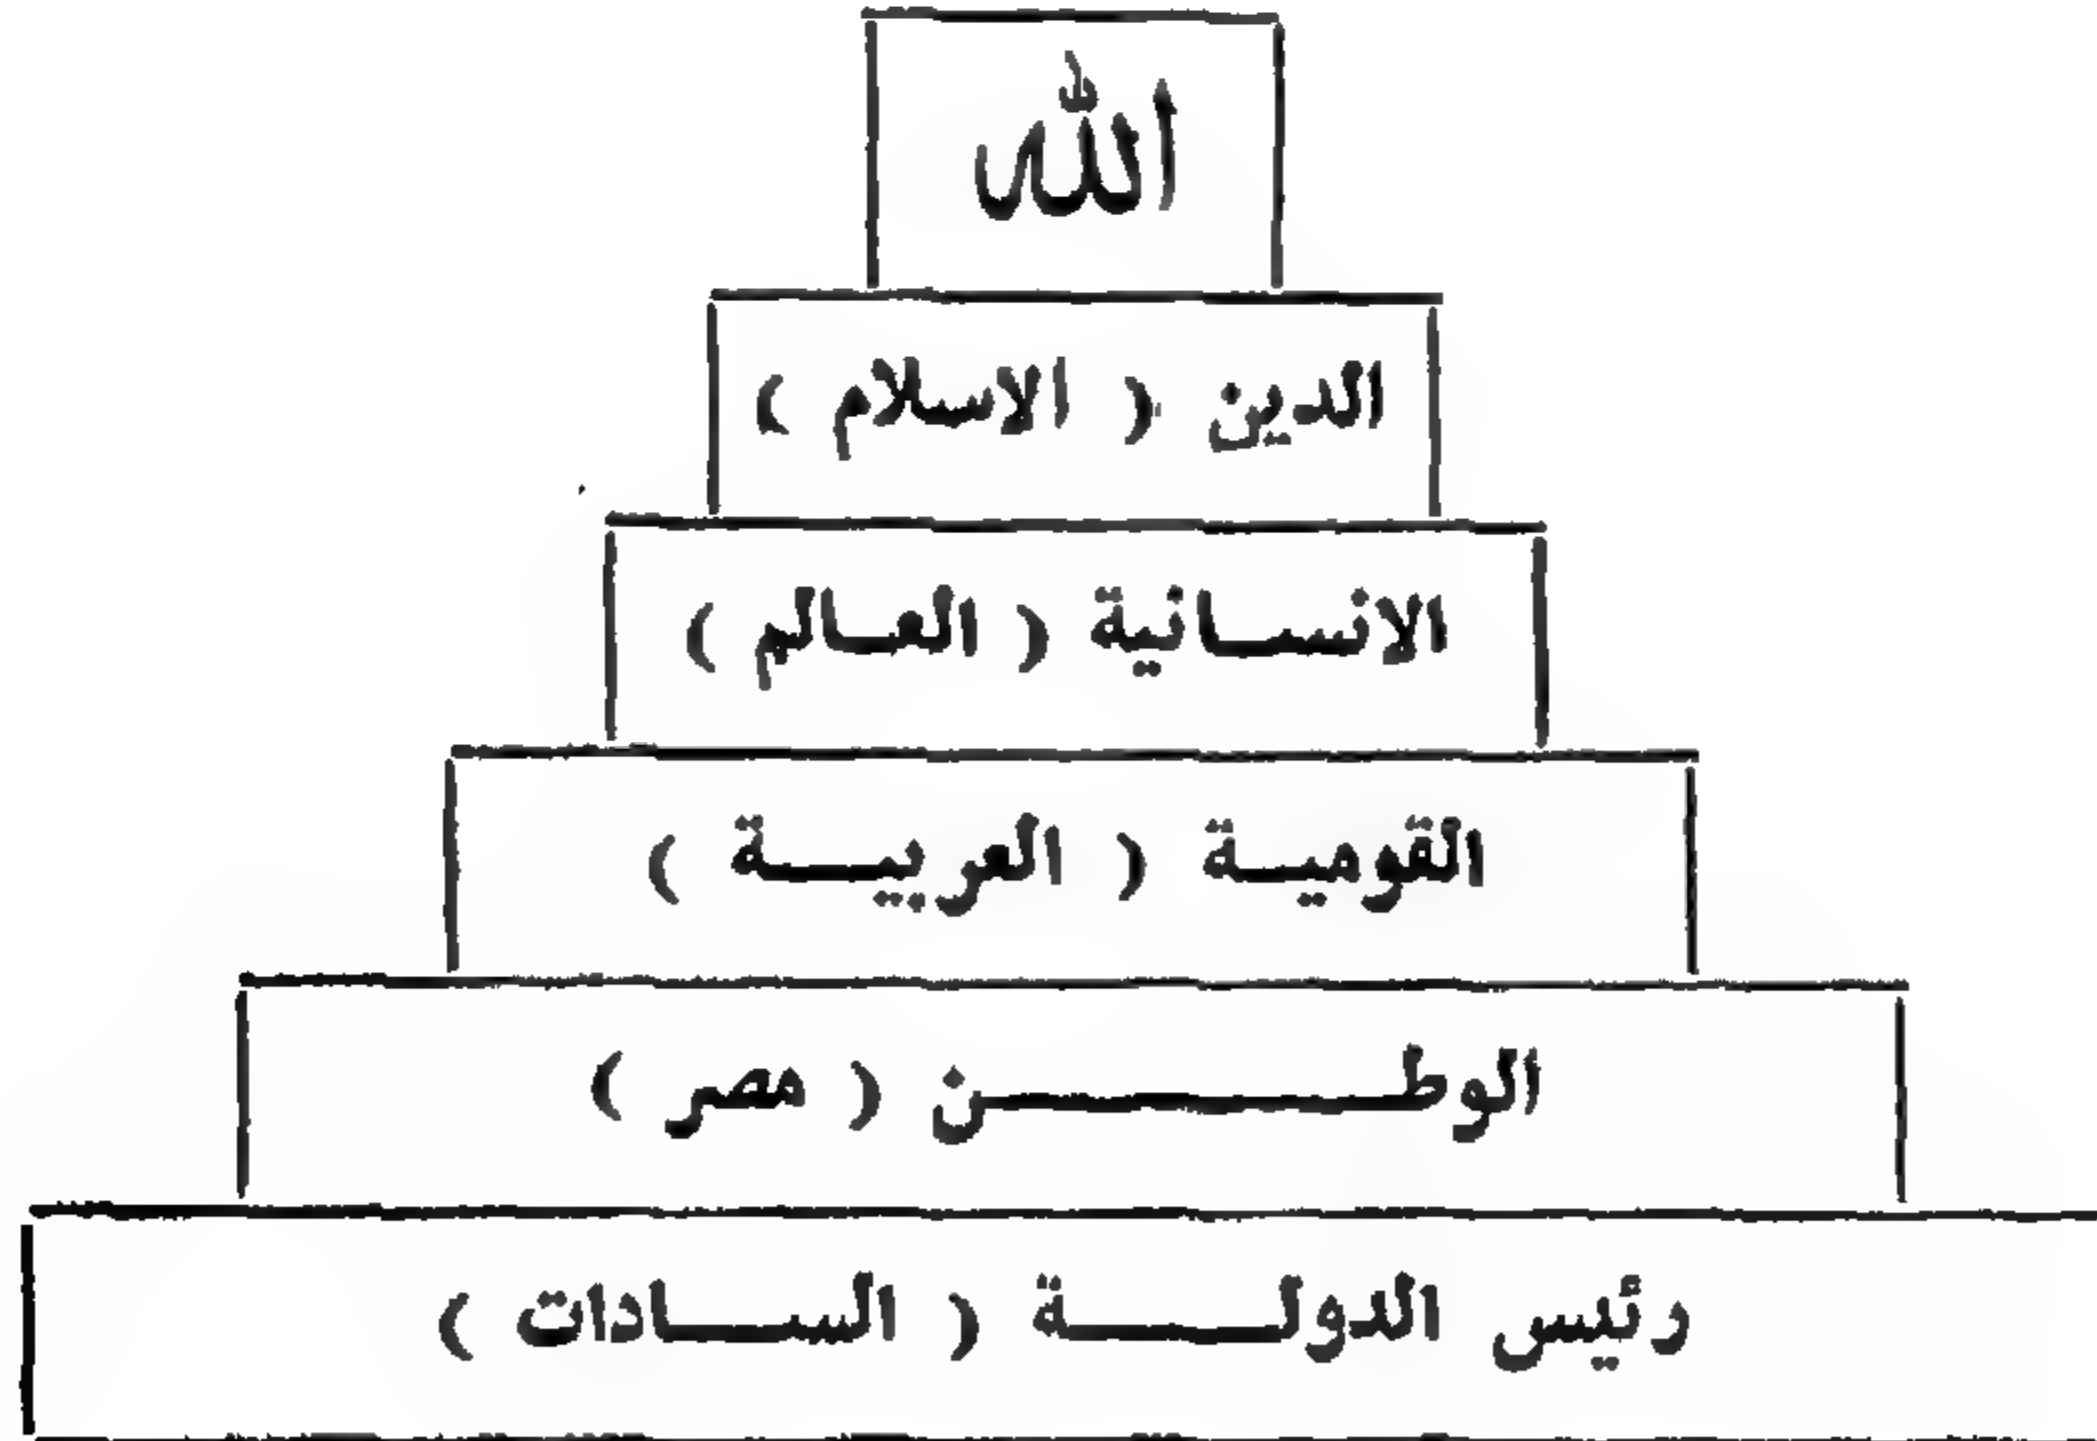 الله
الدين ( الاسلام )
الانسانية ( العالم )
القومية ( العربية )
الوطن ( مصر )
رئيس الدولة ( السادات )